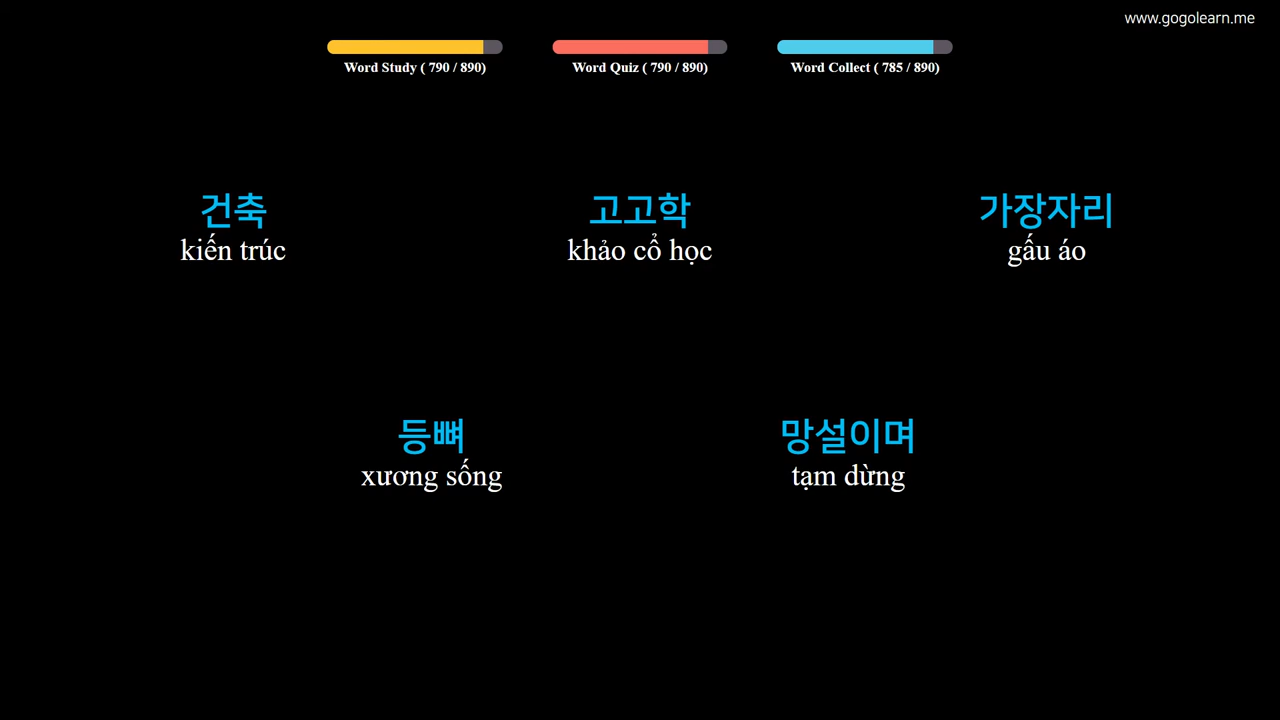 www.gogolearn.me
Word Study ( 790 / 890)
Word Quiz ( 790 / 890)
Word Collect ( 785 / 890)
건축
kiến trúc
고고학
khảo cổ học
가장자리
gấu áo
등뼈
xương sống
망설이며
tạm dừng